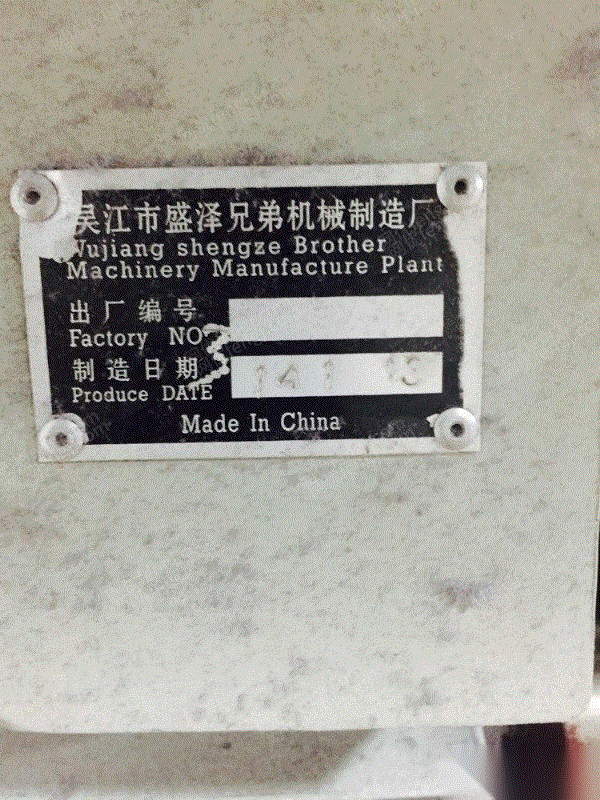 吴江市盛泽兄弟机械制造厂
Wujiang shengze Brother
Machinery Manufacture Plant
出厂编号
Factory NO
3
制造日期
Produce DATE
Made In China